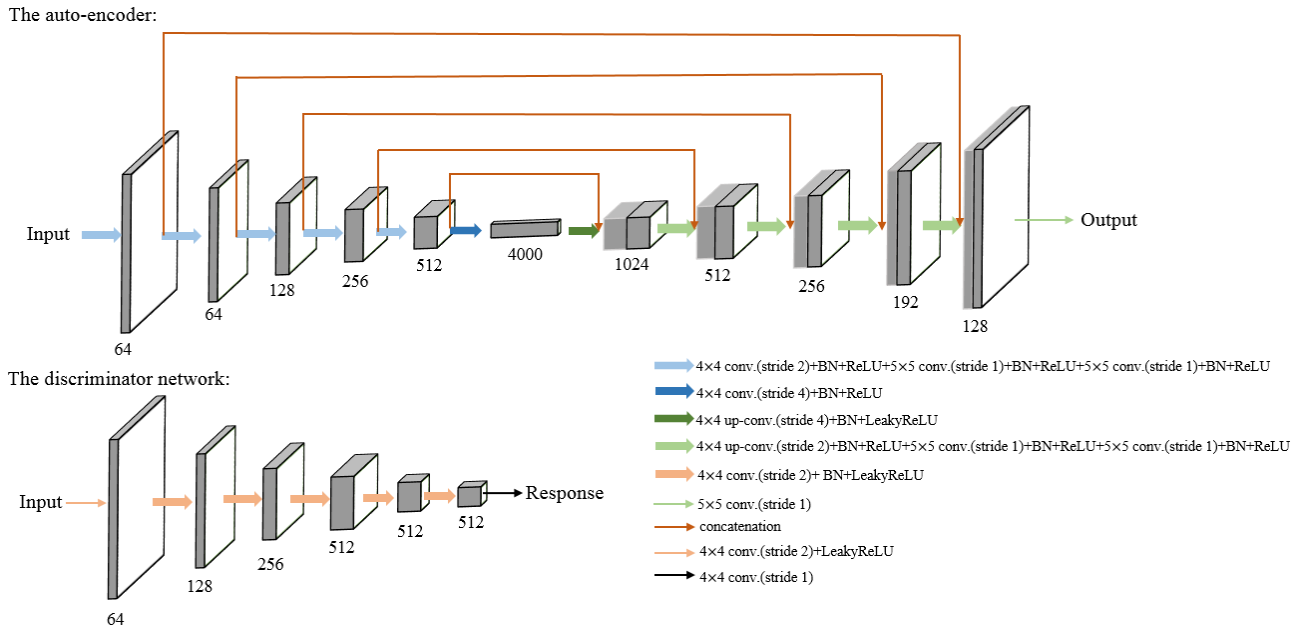 The auto-encoder:
Input
64
64
128
256
512
4000
1024
512
256
192
128
Output
The discriminator network:
Input
64
128
256
512
512
512
Response
4×4 conv.(stride 2)+BN+ReLU+5×5 conv.(stride 1)+BN+ReLU+5×5 conv.(stride 1)+BN+ReLU
4×4 conv.(stride 4)+BN+ReLU
4×4 up-conv.(stride 4)+BN+LeakyReLU
4×4 up-conv.(stride 2)+BN+ReLU+5×5 conv.(stride 1)+BN+ReLU+5×5 conv.(stride 1)+BN+ReLU
4×4 conv.(stride 2)+ BN+LeakyReLU
5×5 conv.(stride 1)
concatenation
4×4 conv.(stride 2)+LeakyReLU
4×4 conv.(stride 1)